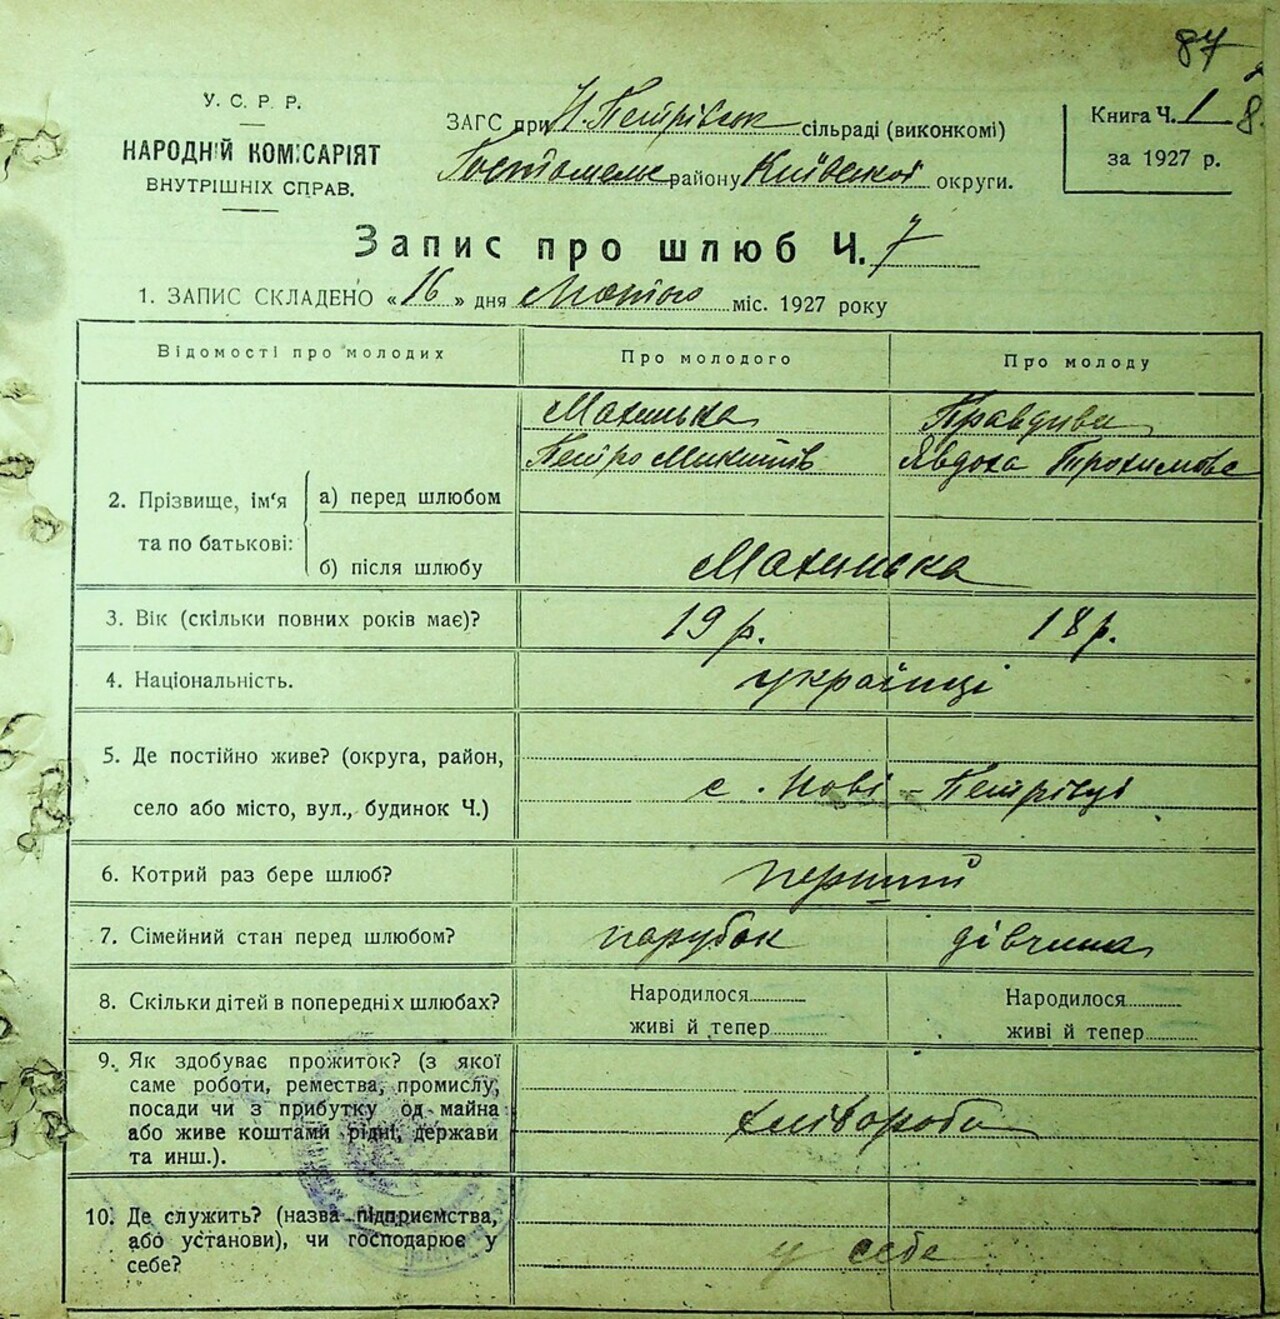 87
У. С. Р. Р.
НАРОДНІЙ КОМІСАРІЯТ
ВНУТРІШНІХ СПРАВ.
ЗАГС при Н. Петрівськ сільраді (виконкомі)
Гостомельс району Київської округи.
Книга Ч. 1
8
за 1927 р.
Запис про шлюб Ч. 7
1. ЗАПИС СКЛАДЕНО «16» дня Лютого міс. 1927 року
Відомості про молодих Про молодого Про молоду
Махинька Правдива
Петро Микитів Явдоха Трохимова
2. Прізвище, ім'я та по батькові:
а) перед шлюбом
б) після шлюбу Махинька
3. Вік (скільки повних років має)? 19 р. 18 р.
4. Національність. українці
5. Де постійно живе? (округа, район,
село або місто, вул., будинок Ч.) с. Нові-Петрівці
6. Котрий раз бере шлюб? перший
7. Сімейний стан перед шлюбом? парубок дівчина
8. Скільки дітей в попередніх шлюбах? Народилося Народилося
живі й тепер живі й тепер
9. Як здобуває прожиток? (з якої
саме роботи, ремества, промислу,
посади чи з прибутку од майна
або живе коштами рідні, держави
та инш.). хлібороби
10. Де служить? (назва підприємства,
або установи), чи господарює у
себе? у себе